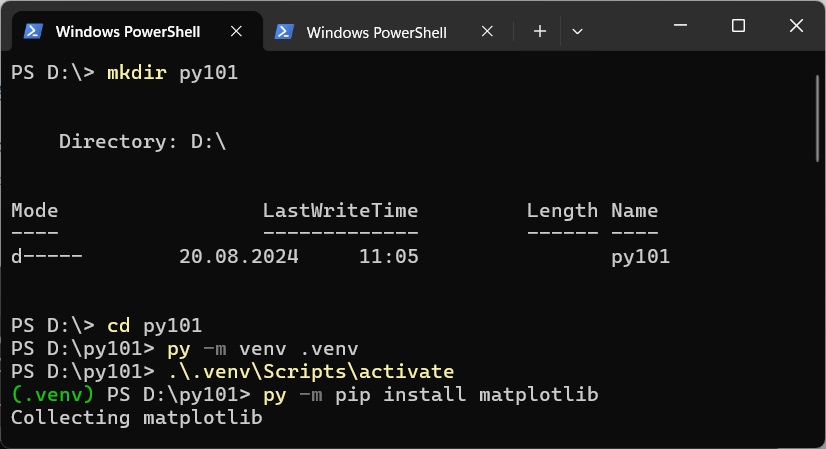 Windows PowerShell Windows PowerShell
PS D:\> mkdir py101
Directory: D:\
Mode LastWriteTime Length Name
---- ------------- ------ ----
d----- 20.08.2024 11:05 py101
PS D:\> cd py101
PS D:\py101> py -m venv .venv
PS D:\py101> .\.venv\Scripts\activate
(.venv) PS D:\py101> py -m pip install matplotlib
Collecting matplotlib